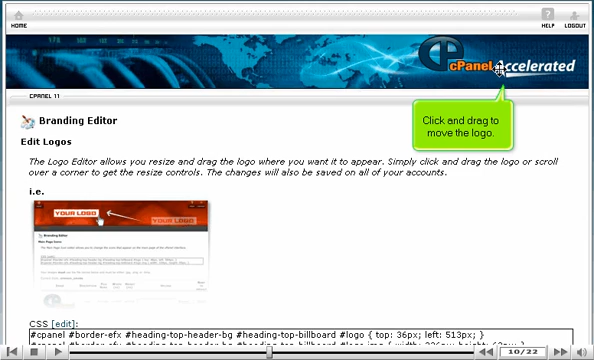 HOME
HELP
LOGOUT
cPanel Accelerated
CPANEL 11
Click and drag to
move the logo.
Branding Editor
Edit Logos
The Logo Editor allows you resize and drag the logo where you want it to appear. Simply click and drag the logo or scroll
over a corner to get the resize controls. The changes will also be saved on all of your accounts.
i.e.
YOUR LOGO
YOUR LOGO
Branding Editor
CSS [edit]:
#cpanel #border-efx #heading-top-header-bg #heading-top-billboard #logo { top: 36px; left: 513px; }
10/22